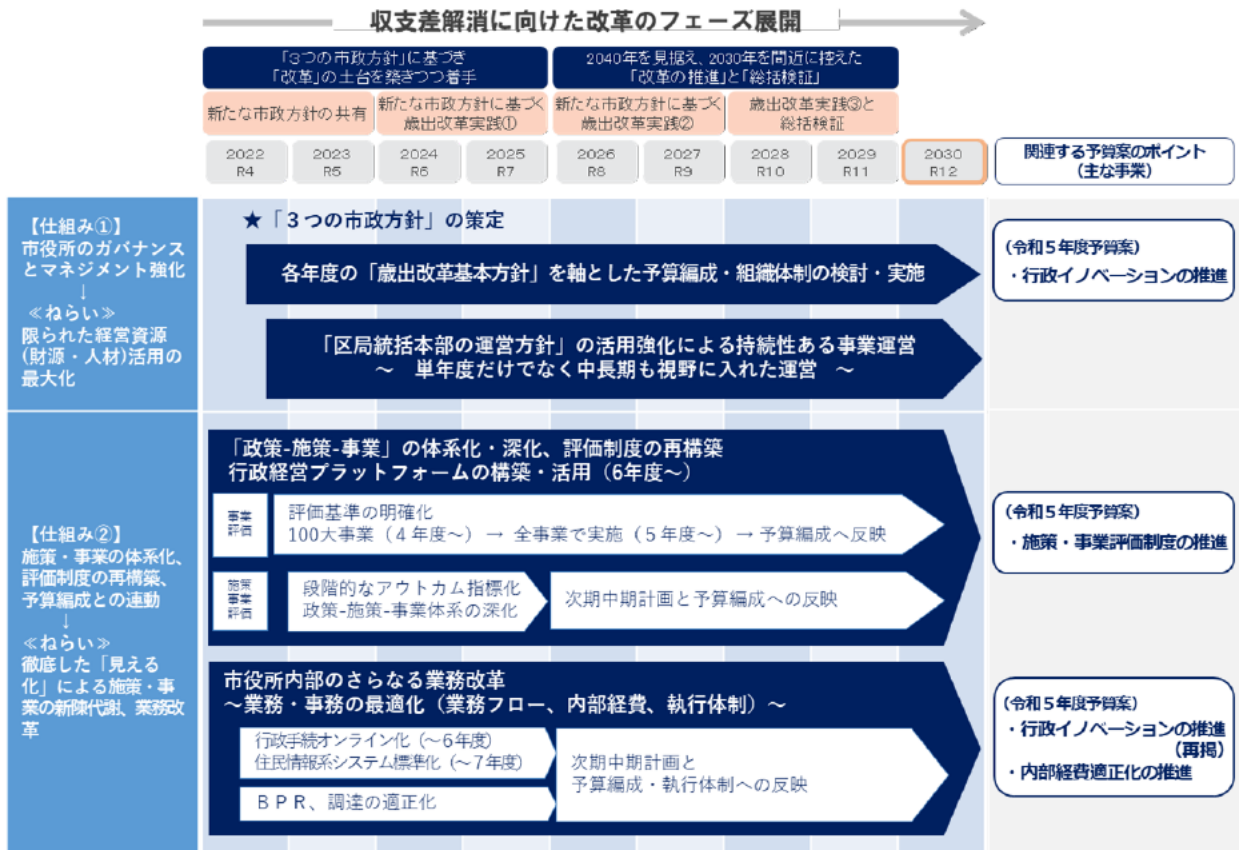 収支差解消に向けた改革のフェーズ展開
「3つの市政方針」に基づき
「改革」の土台を築きつつ着手
2040年を見据え、2030年を間近に控えた
「改革の推進」と「総括検証」
新たな市政方針の共有
新たな市政方針に基づく
歳出改革実践①
新たな市政方針に基づく
歳出改革実践②
歳出改革実践③と
総括検証
2022
R4
2023
R5
2024
R6
2025
R7
2026
R8
2027
R9
2028
R10
2029
R11
2030
R12
関連する予算案のポイント
(主な事業)
【仕組み①】
市役所のガバナンス
とマネジメント強化
↓
≪ねらい≫
限られた経営資源
(財源・人材)活用の
最大化
★「３つの市政方針」の策定
各年度の「歳出改革基本方針」を軸とした予算編成・組織体制の検討・実施
「区局統括本部の運営方針」の活用強化による持続性ある事業運営
～　単年度だけでなく中長期も視野に入れた運営　～
(令和５年度予算案)
・行政イノベーションの推進
【仕組み②】
施策・事業の体系化、
評価制度の再構築、
予算編成との連動
↓
≪ねらい≫
徹底した「見える
化」による施策・事
業の新陳代謝、業務改
革
「政策-施策-事業」の体系化・深化、評価制度の再構築
行政経営プラットフォームの構築・活用（6年度～）
事業
評価
評価基準の明確化
100大事業（４年度～）→ 全事業で実施（５年度～）→ 予算編成へ反映
施策
事業
評価
段階的なアウトカム指標化
政策-施策-事業体系の深化
次期中期計画と予算編成への反映
(令和５年度予算案)
・施策・事業評価制度の推進
市役所内部のさらなる業務改革
～業務・事務の最適化（業務フロー、内部経費、執行体制）～
行政手続オンライン化（～６年度）
住民情報系システム標準化（～７年度）
ＢＰＲ、調達の適正化
次期中期計画と
予算編成・執行体制への反映
(令和５年度予算案)
・行政イノベーションの推進
(再掲)
・内部経費適正化の推進